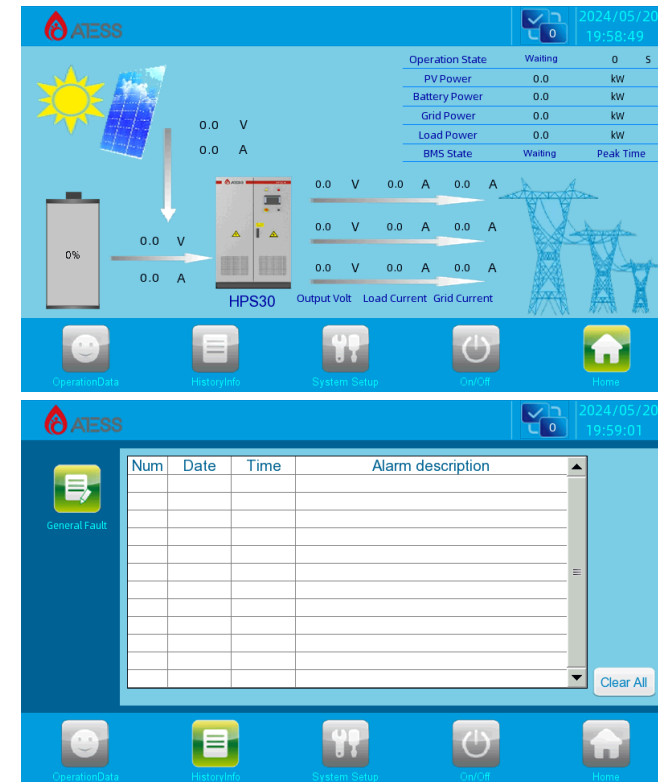 ATESS
0
2024/05/20
19:58:49
Operation State Waiting 0 S
PV Power 0.0 kW
Battery Power 0.0 kW
Grid Power 0.0 kW
Load Power 0.0 kW
BMS State Waiting Peak Time
0.0 V
0.0 A
0.0 V 0.0 A 0.0 A
0.0 V 0.0 A 0.0 A
0.0 V
0%
0.0 A
0.0 V 0.0 A 0.0 A
HPS30
Output Volt Load Current Grid Current
OperationData HistoryInfo System Setup On/Off Home
ATESS
0
2024/05/20
19:59:01
Num Date Time Alarm description
General Fault
Clear All
OperationData HistoryInfo System Setup On/Off Home